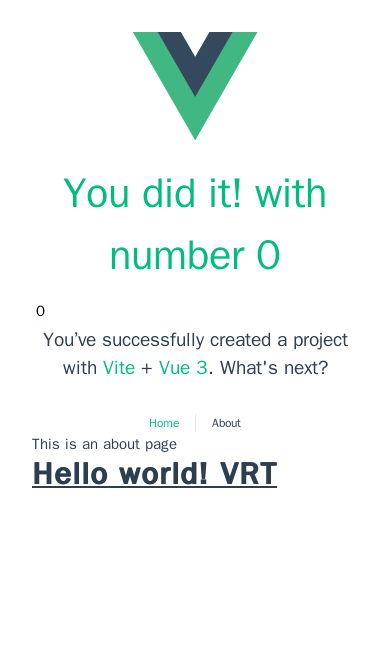 You did it! with
number 0
0
You’ve successfully created a project
with Vite + Vue 3. What's next?
Home About
This is an about page
Hello world! VRT